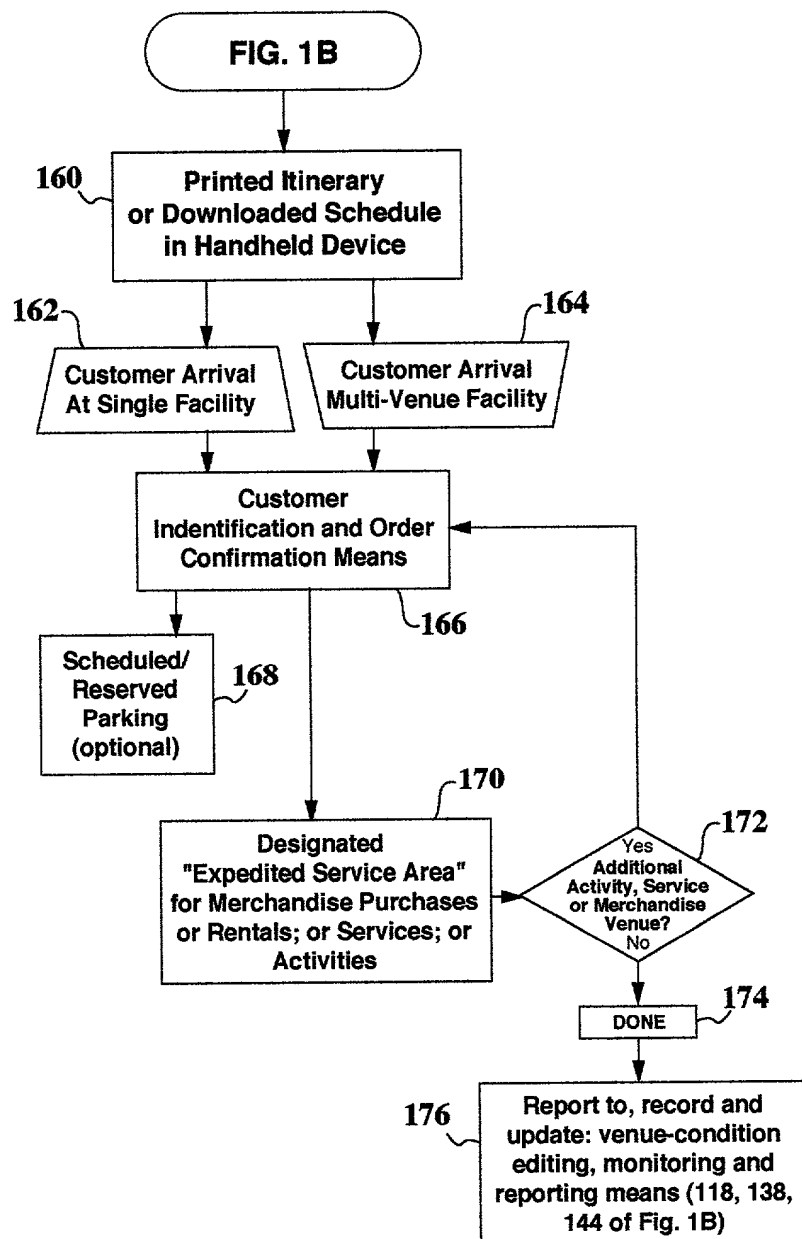 FIG. 1B
160
Printed Itinerary
or Downloaded Schedule
in Handheld Device
162
164
Customer Arrival
At Single Facility
Customer Arrival
Multi-Venue Facility
Customer
Indentification and Order
Confirmation Means
166
Scheduled/
Reserved
Parking
(optional)
168
170
Designated
"Expedited Service Area"
for Merchandise Purchases
or Rentals; or Services; or
Activities
172
Yes
Additional
Activity, Service
or Merchandise
Venue?
No
DONE
174
176
Report to, record and
update: venue-condition
editing, monitoring and
reporting means (118, 138,
144 of Fig. 1B)